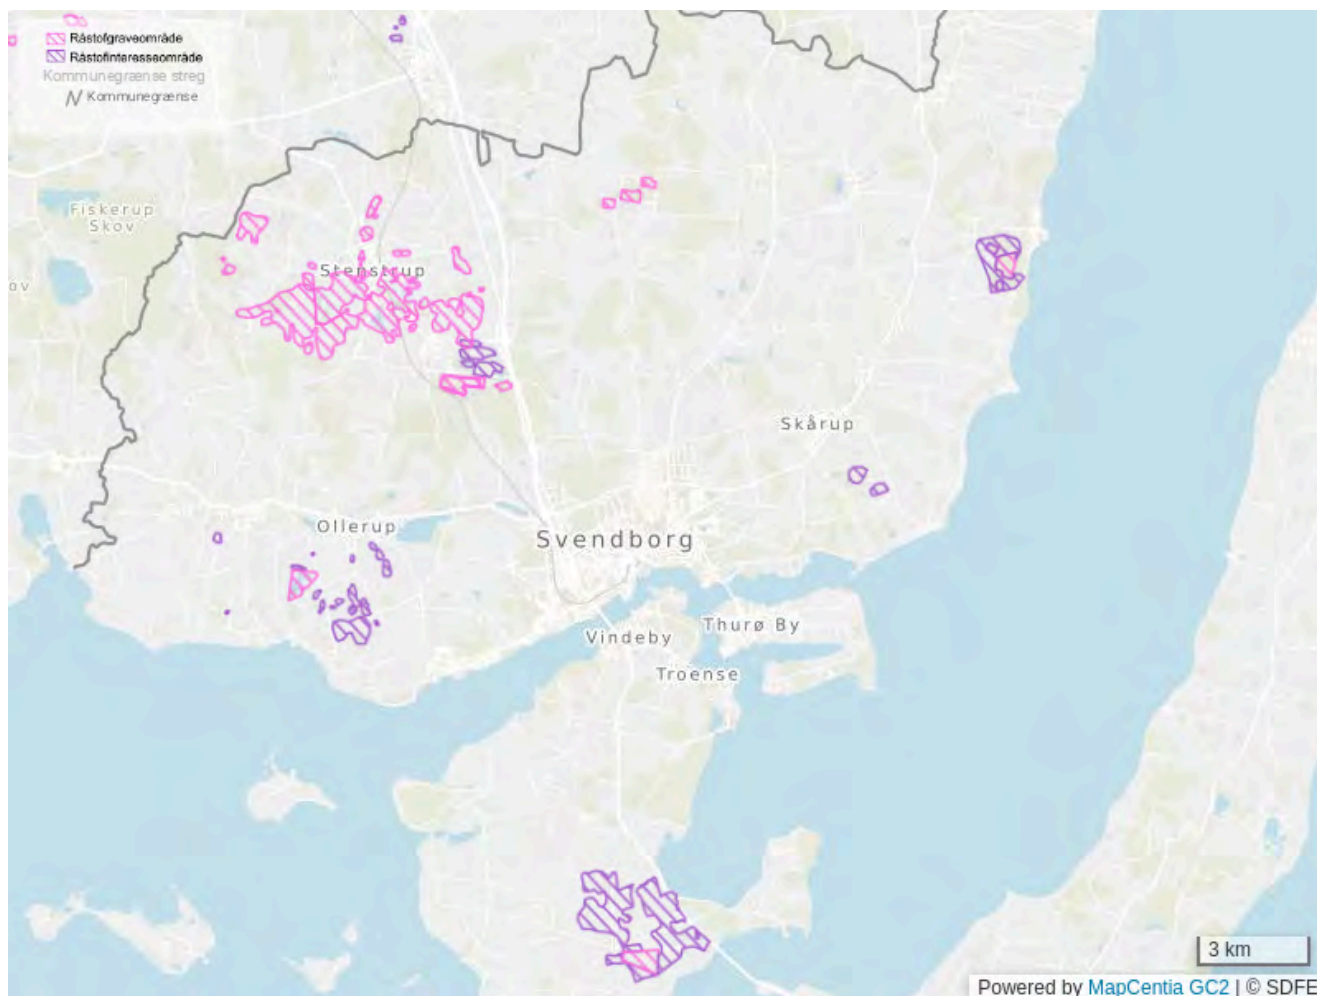 Råstofgraveområde
Råstofinteresseområde
Kommunegrænse streg
Kommunegrænse
Fiskerup
Skov
ov
Stenstrup
Skårup
Ollerup
Svendborg
Vindeby
Thurø By
Troense
3 km
Powered by MapCentia GC2 | © SDFE